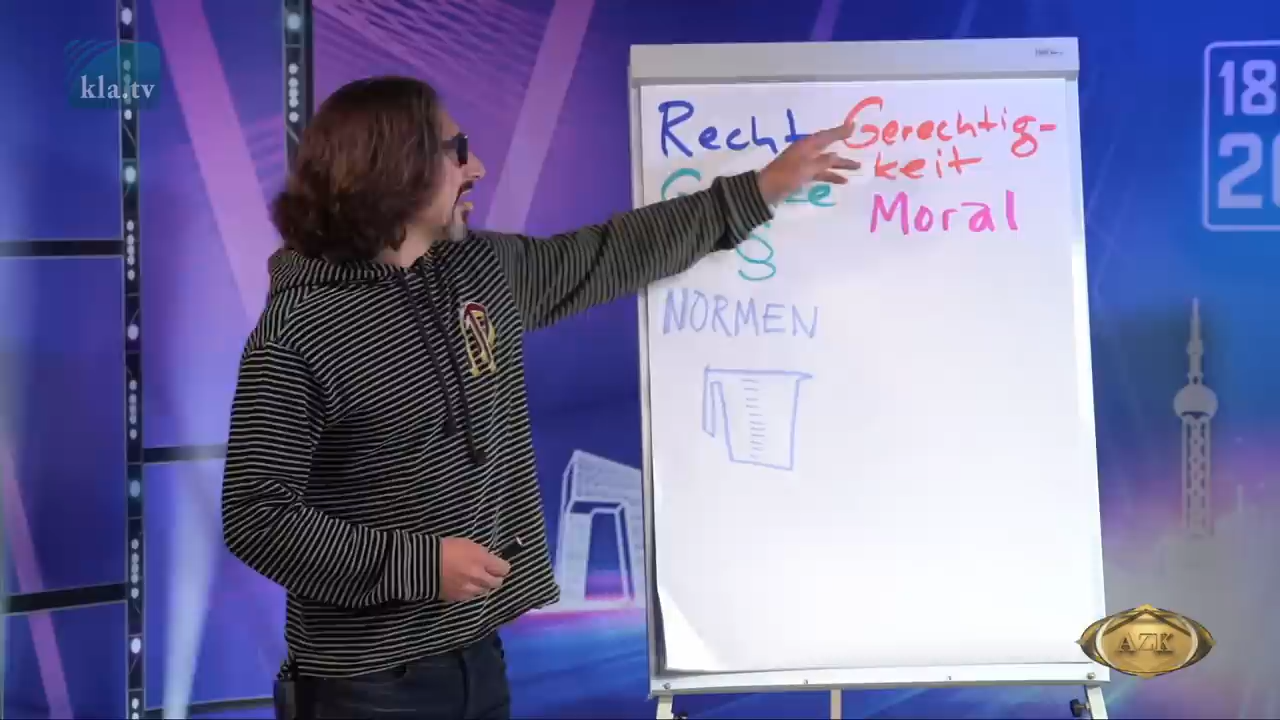 kla.tv
Recht
Gerechtig-
keit
Moral
§
NORMEN
18
20
AZK